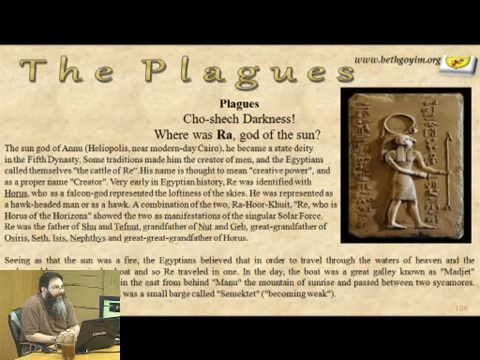 www.bethgoyim.org
The Plagues
Plagues
Cho-shech Darkness!
Where was Ra, god of the sun?
The sun god of Annu (Heliopolis, near modern-day Cairo), he became a state deity
in the Fifth Dynasty. Some traditions made him the creator of men, and the Egyptians
called themselves "the cattle of Re".His name is thought to mean "creative power", and
as a proper name "Creator". Very early in Egyptian history, Re was identified with
Horus, who as a falcon-god represented the loftiness of the skies. He was represented as
a hawk-headed man or as a hawk. A combination of the two, Ra-Hoor-Khuit, "Re, who is
Horus of the Horizons" showed the two as manifestations of the singular Solar Force.
Re was the father of Shu and Tefnut, grandfather of Nut and Geb, great-grandfather of
Osiris, Seth, Isis, Nephthys and great-great-grandfather of Horus.
Seeing as that the sun was a fire, the Egyptians believed that in order to travel through the waters of heaven and the
boat and so Re traveled in one. In the day, the boat was a great galley known as "Madjet"
in the east from behind "Manu" the mountain of sunrise and passed between two sycamores.
was a small barge called "Semektet" ("becoming weak").
106